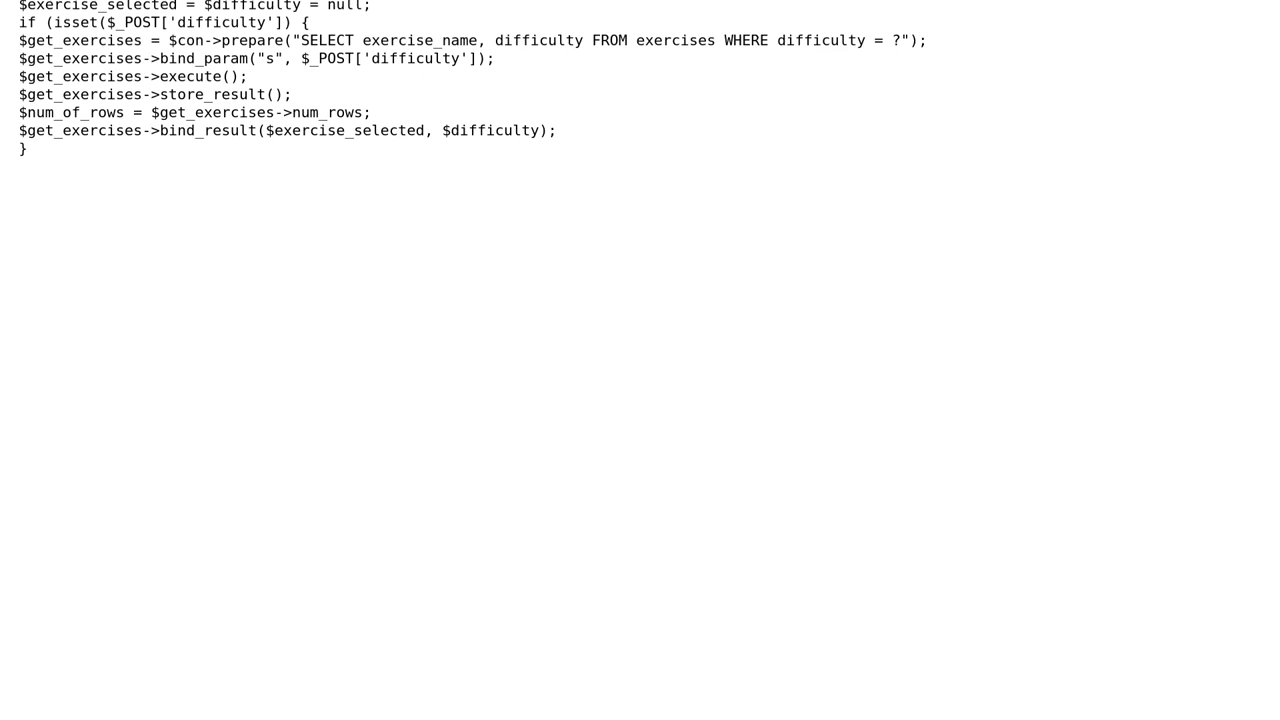 $exercise_selected = $difficulty = null;
if (isset($_POST['difficulty']) {
$get_exercises = $con->prepare("SELECT exercise_name, difficulty FROM exercises WHERE difficulty = ?");
$get_exercises->bind_param("s", $_POST['difficulty']);
$get_exercises->execute();
$get_exercises->store_result();
$num_of_rows = $get_exercises->num_rows;
$get_exercises->bind_result($exercise_selected, $difficulty);
}